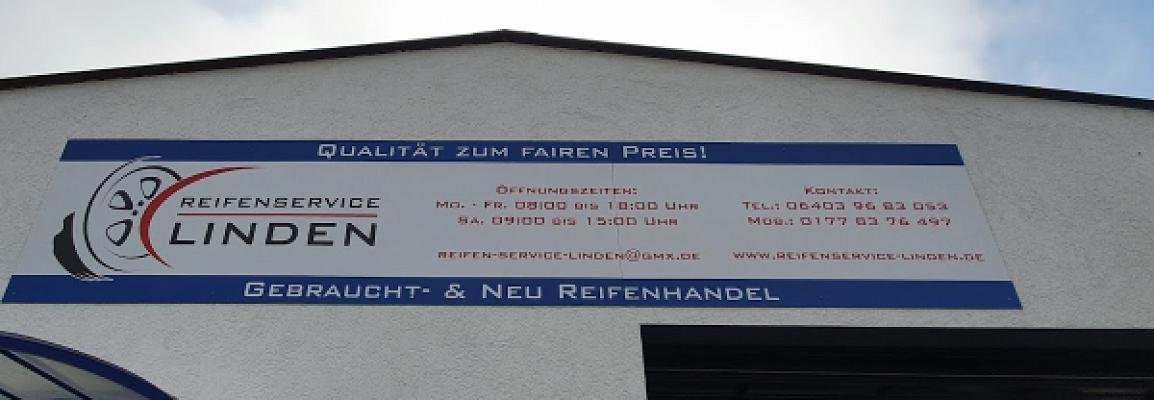 Qualität zum fairen Preis!
Reifenservice
Linden
Öffnungszeiten:
Mo. - Fr. 08:00 bis 18:00 Uhr
Sa. 09:00 bis 15:00 Uhr
reifen-service-linden@gmx.de
Kontakt:
Tel.: 06403 96 83 053
Mob.: 0177 83 76 497
www.reifenservice-linden.de
Gebraucht- & Neu Reifenhandel